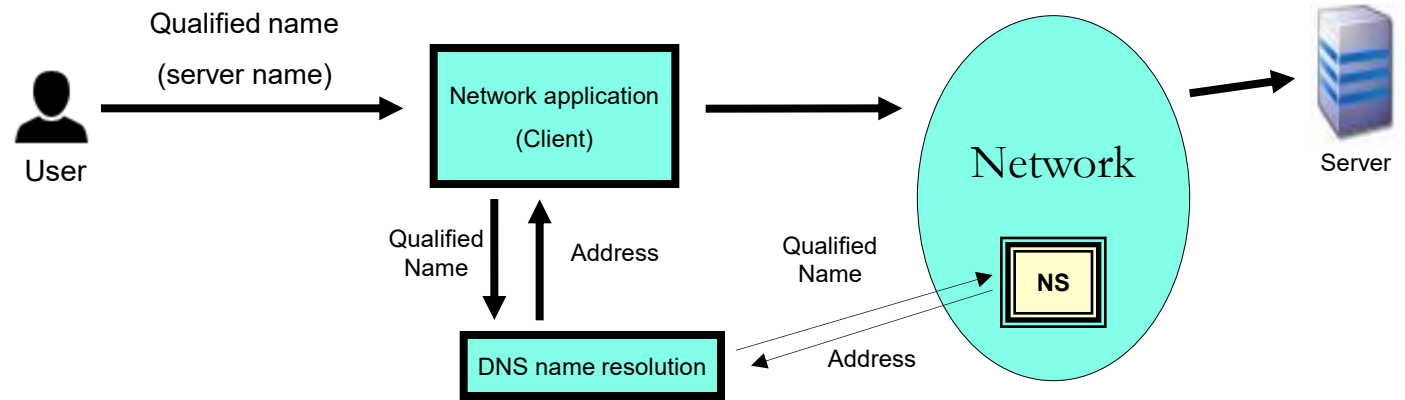 Qualified name
(server name)
User
Network application
(Client)
Network
Server
Qualified
Name
Address
Qualified
Name
NS
DNS name resolution
Address